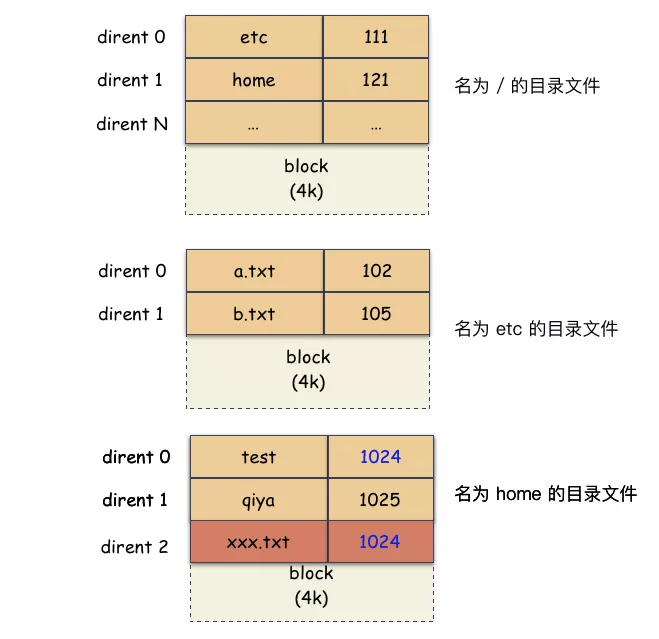 dirent 0 etc 111
dirent 1 home 121
名为 / 的目录文件
dirent N ... ...
block
(4k)
dirent 0 a.txt 102
dirent 1 b.txt 105
名为 etc 的目录文件
block
(4k)
dirent 0 test 1024
dirent 1 qiya 1025
名为 home 的目录文件
dirent 2 xxx.txt 1024
block
(4k)